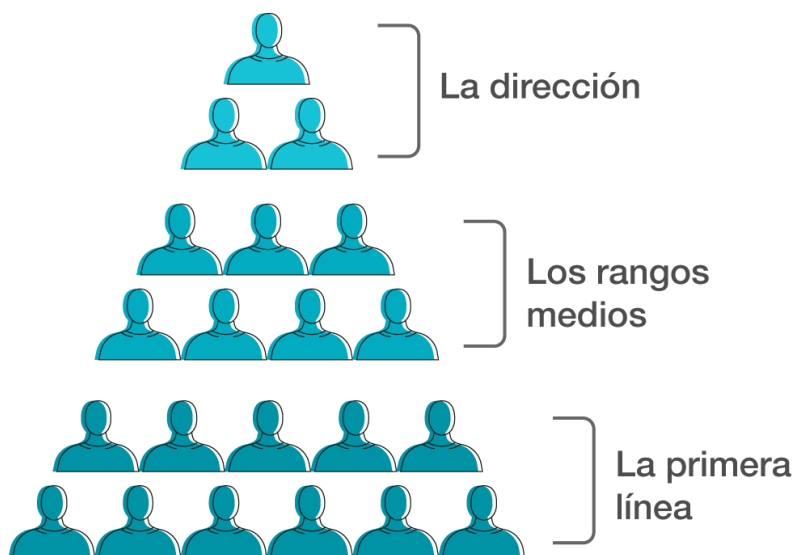 La dirección
Los rangos
medios
La primera
línea